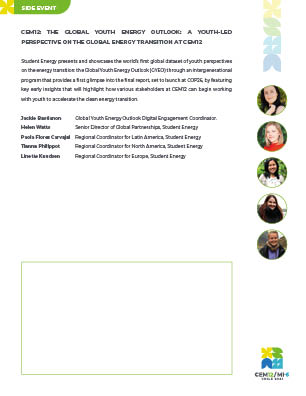 SIDE EVENT
CEM12: THE GLOBAL YOUTH ENERGY OUTLOOK: A YOUTH-LED
PERSPECTIVE ON THE GLOBAL ENERGY TRANSITION AT CEM12
Student Energy presents and showcases the world's first global dataset of youth perspectives
on the energy transition: the Global Youth Energy Outlook (GYEO) through an intergenerational
program that provides a first glimpse into the final report, set to launch at COP26, by featuring
key early insights that will highlight how various stakeholders at CEM12 can begin working
with youth to accelerate the clean energy transition:
Jackie Bastianon Global Youth Energy Outlook Digital Engagement Coordinator.
Helen Watts Senior Director of Global Partnerships, Student Energy
Paola Flores Carvajal Regional Coordinator for Latin America, Student Energy
Tianna Philippot Regional Coordinator for North America, Student Energy
Linetie Knudsen Regional Coordinator for Europe, Student Energy
CEM12/MI-6
CHILE 2021